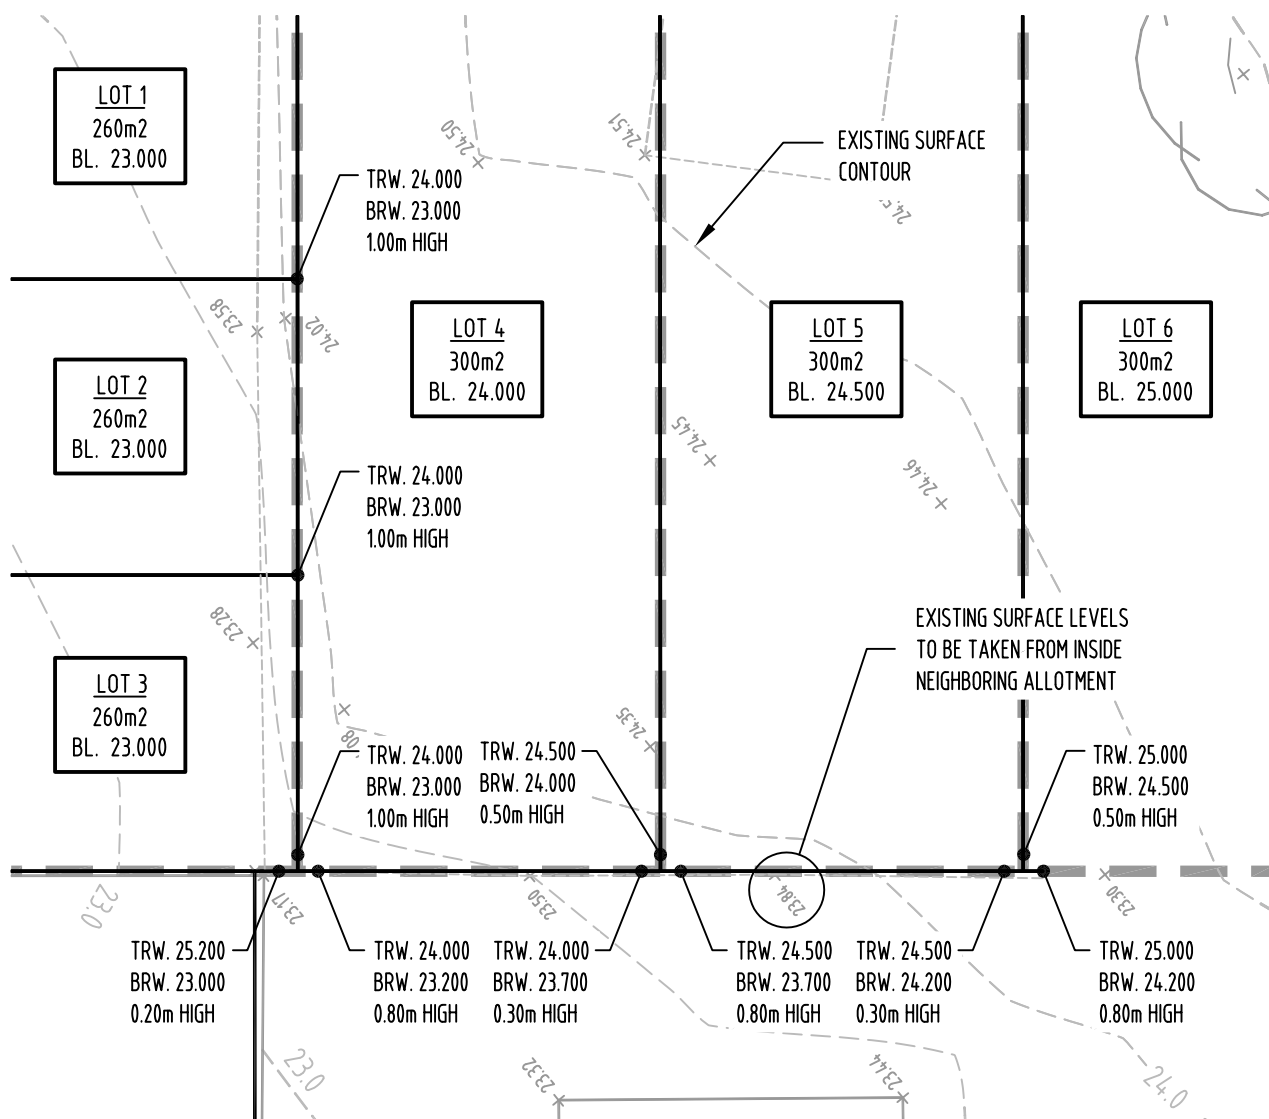 LOT 1
260m2
BL. 23.000
24.50
24.51
EXISTING SURFACE
CONTOUR
TRW. 24.000
BRW. 23.000
1.00m HIGH
23.58
24.02
LOT 4
300m2
BL. 24.000
LOT 5
300m2
BL. 24.500
LOT 6
300m2
BL. 25.000
LOT 2
260m2
BL. 23.000
24.45
24.46
TRW. 24.000
BRW. 23.000
1.00m HIGH
23.28
EXISTING SURFACE LEVELS
TO BE TAKEN FROM INSIDE
NEIGHBORING ALLOTMENT
LOT 3
260m2
BL. 23.000
24.35
TRW. 24.000
BRW. 23.000
1.00m HIGH
TRW. 24.500
BRW. 24.000
0.50m HIGH
TRW. 25.000
BRW. 24.500
0.50m HIGH
23.0
23.17
23.50
23.84
23.30
TRW. 25.200
BRW. 23.000
0.20m HIGH
TRW. 24.000
BRW. 23.200
0.80m HIGH
TRW. 24.000
BRW. 23.700
0.30m HIGH
TRW. 24.500
BRW. 23.700
0.80m HIGH
TRW. 24.500
BRW. 24.200
0.30m HIGH
TRW. 25.000
BRW. 24.200
0.80m HIGH
23.0
23.32
23.44
24.0